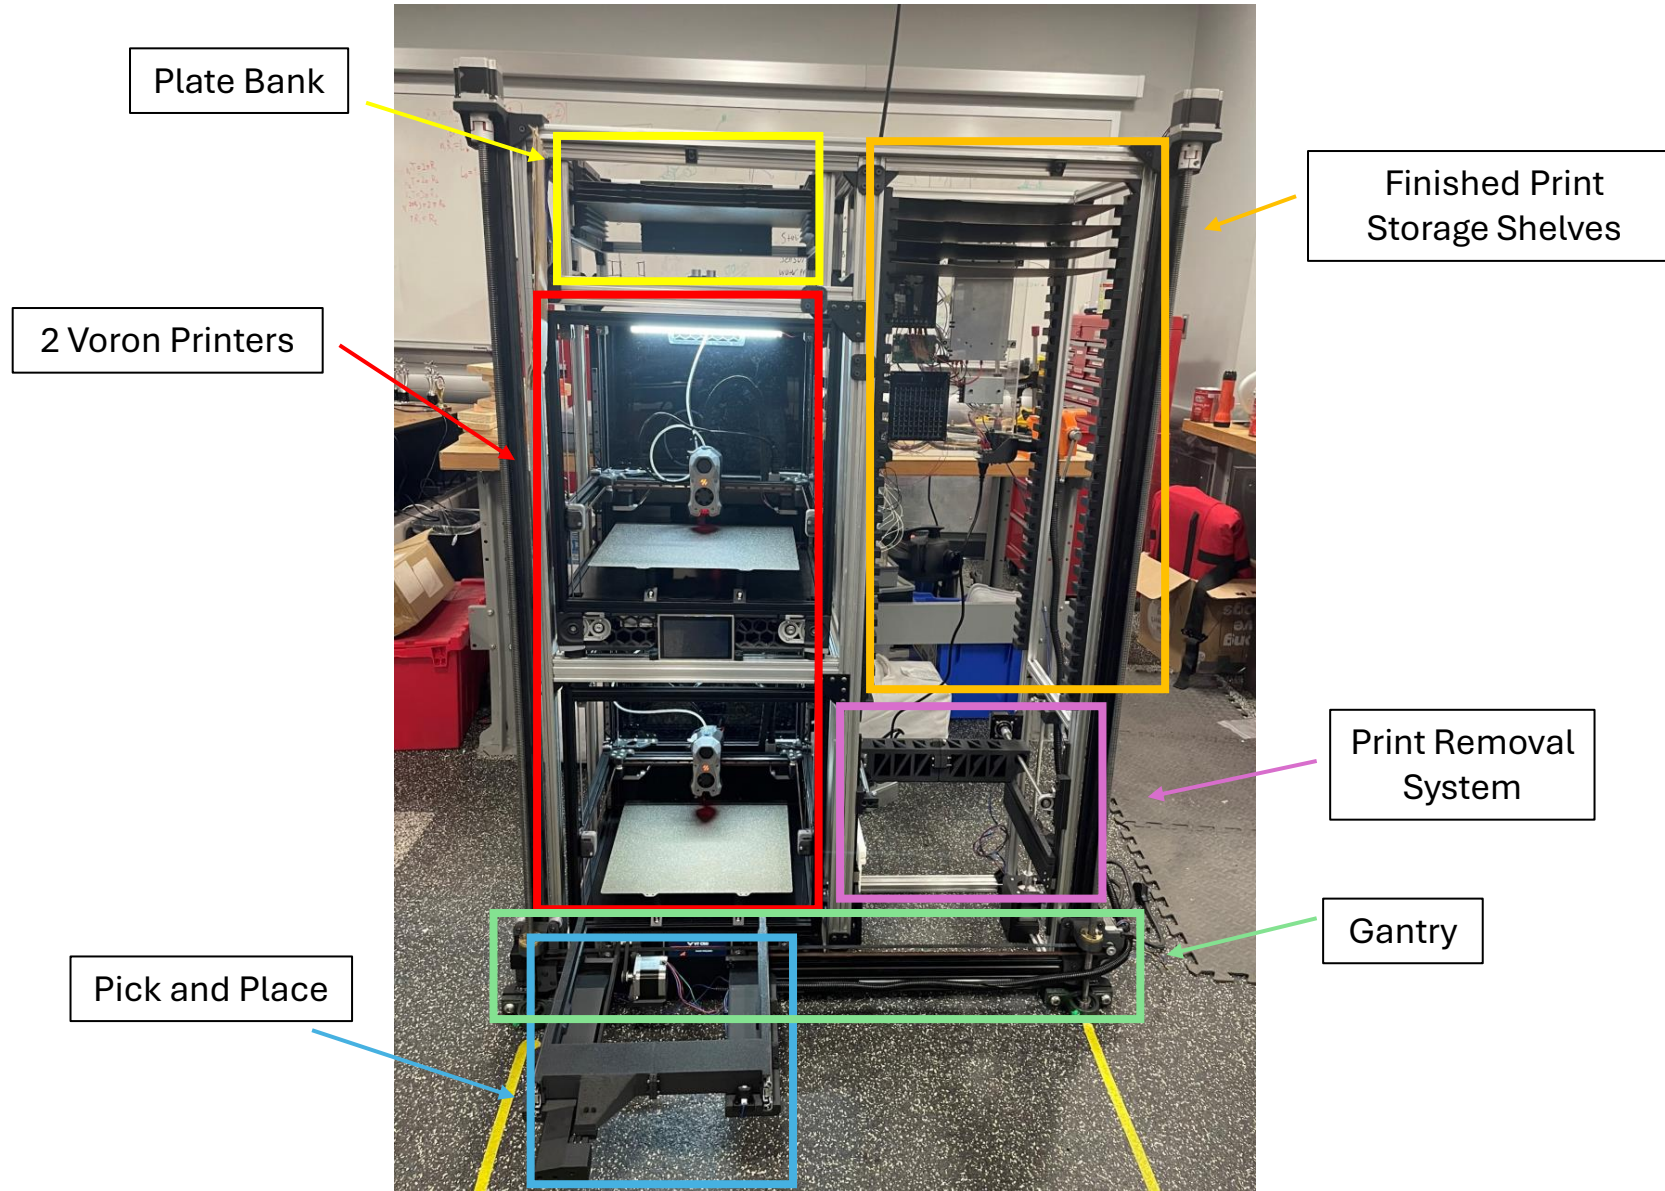 Plate Bank
Finished Print
Storage Shelves
2 Voron Printers
Print Removal
System
Gantry
Pick and Place